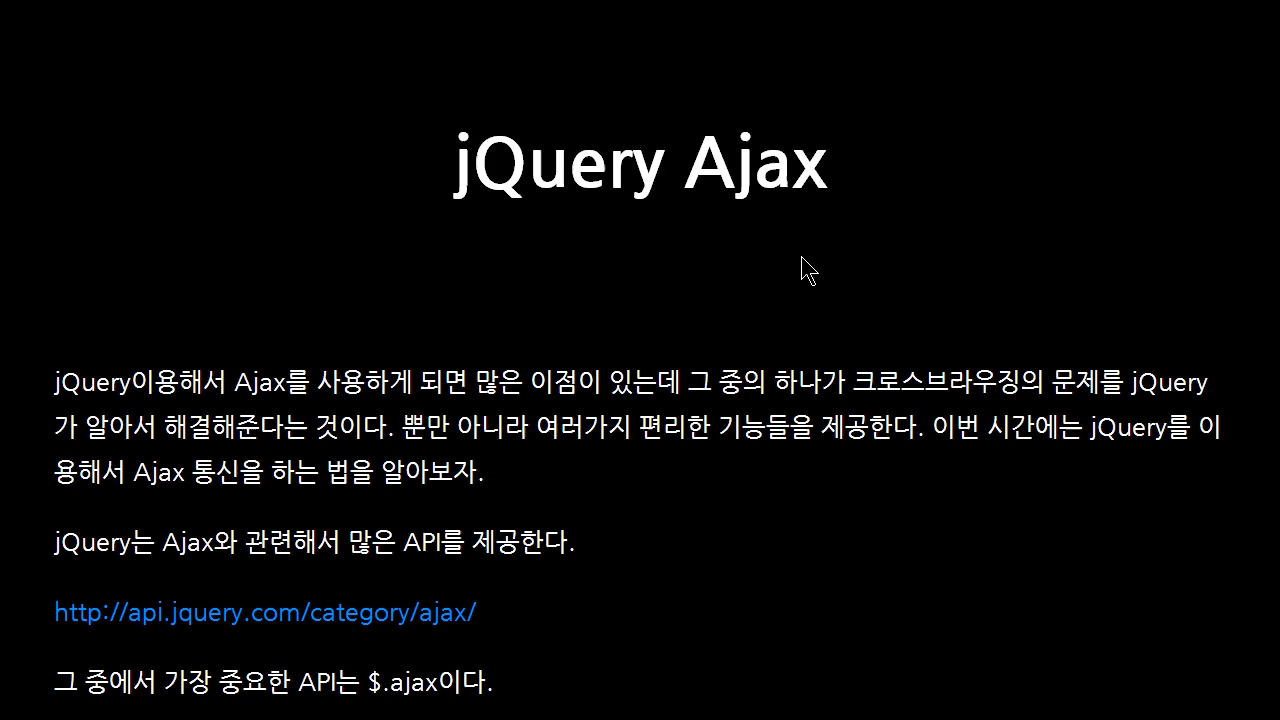 jQuery Ajax
jQuery이용해서 Ajax를 사용하게 되면 많은 이점이 있는데 그 중의 하나가 크로스브라우징의 문제를 jQuery
가 알아서 해결해준다는 것이다. 뿐만 아니라 여러가지 편리한 기능들을 제공한다. 이번 시간에는 jQuery를 이
용해서 Ajax 통신을 하는 법을 알아보자.
jQuery는 Ajax와 관련해서 많은 API를 제공한다.
http://api.jquery.com/category/ajax/
그 중에서 가장 중요한 API는 $.ajax이다.